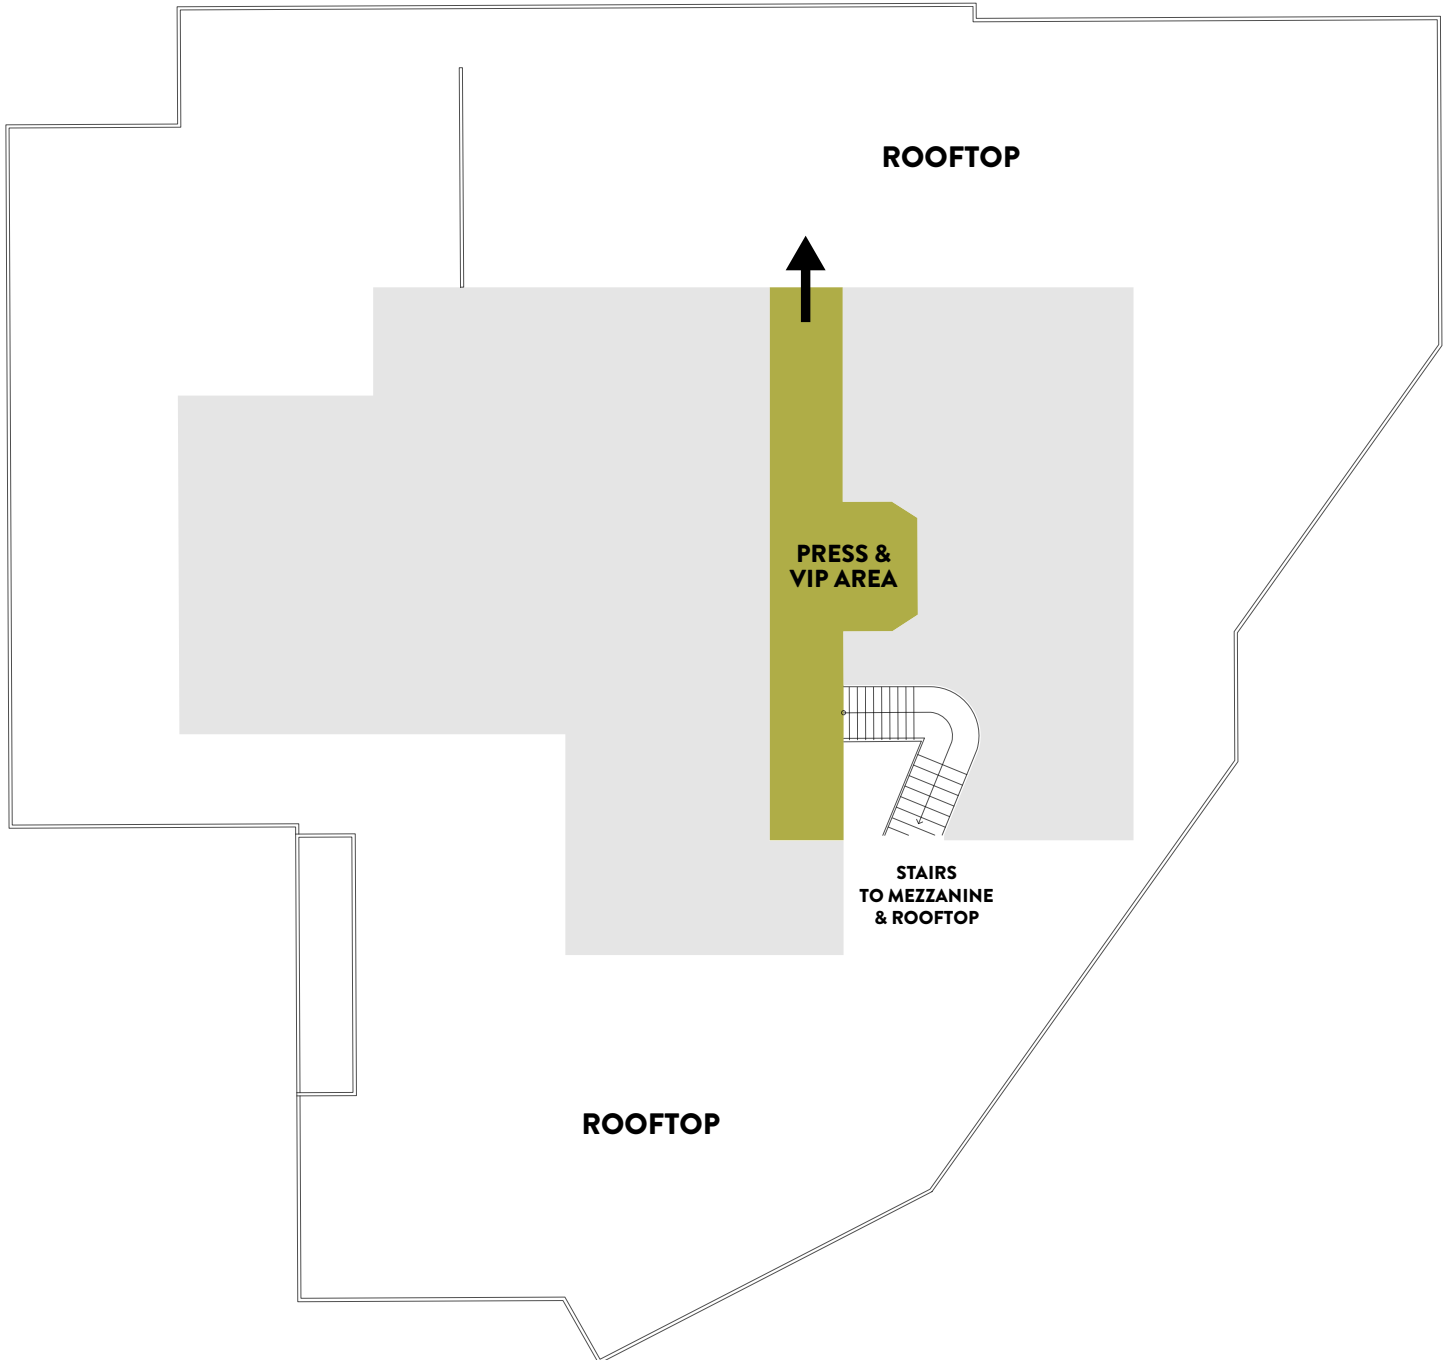 ROOFTOP
PRESS &
VIP AREA
STAIRS
TO MEZZANINE
& ROOFTOP
ROOFTOP